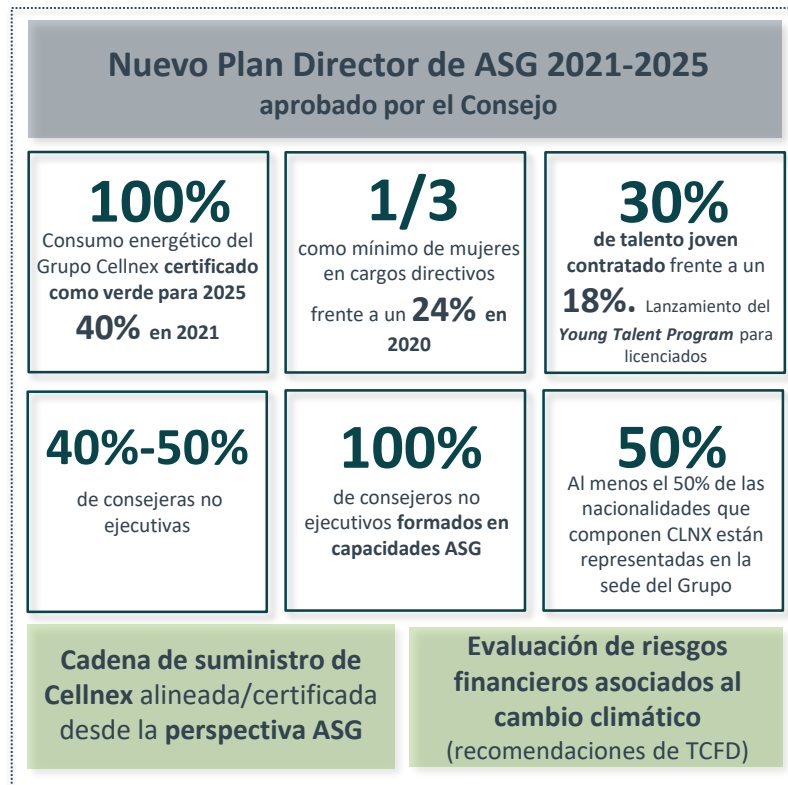 Nuevo Plan Director de ASG 2021-2025
aprobado por el Consejo
100%
Consumo energético del
Grupo Cellnex certificado
como verde para 2025
40% en 2021
1/3
como mínimo de mujeres
en cargos directivos
frente a un 24% en
2020
30%
de talento joven
contratado frente a un
18%. Lanzamiento del
Young Talent Program para
licenciados
40%-50%
de consejeras no
ejecutivas
100%
de consejeros no
ejecutivos formados en
capacidades ASG
50%
Al menos el 50% de las
nacionalidades que
componen CLNX están
representadas en la
sede del Grupo
Cadena de suministro de
Cellnex alineada/certificada
desde la perspectiva ASG
Evaluación de riesgos
financieros asociados al
cambio climático
(recomendaciones de TCFD)